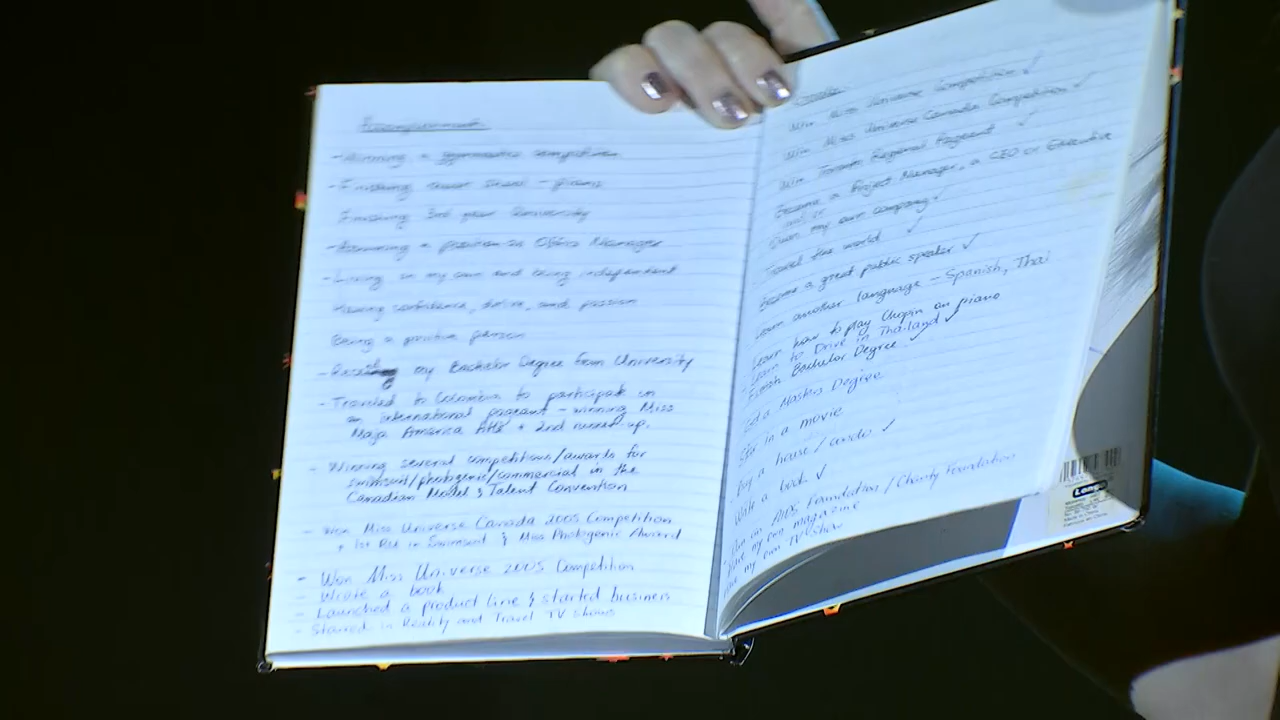 Accomplishments
- Winning a gymnastics competition
- Finishing school - piano
Finishing 3rd year University
- Assuming a position as Office Manager
- Living on my own and being independent
Having confidence, drive, and passion
Being a positive person
- my Bachelor Degree from University
- Traveled to Colombia to participate in
an international pageant - winning Miss
Maja America + 2nd runner-up.
- Winning several competitions/awards for
swimsuit/photogenic/commercial in the
Canadian Model & Talent Convention
- Won Miss Universe Canada 2005 Competition
+ 1st in Swimsuit & Miss Photogenic Award
- Won Miss Universe 2005 Competition
- Wrote a book
- Launched a product line & started business
- Starred in Reality and Travel TV shows
Goals
Win Miss Universe Competition ✓
Win Miss Universe Canada Competition ✓
Win Toronto Regional Pageant ✓
Become a Project Manager, a CEO or Executive
and/or
Own my own company ✓
Travel the world ✓
Become a great public speaker ✓
Learn another language - Spanish, Thai
Learn how to play Chopin on piano
- Learn to Drive in Thailand ✓
Finish Bachelor Degree ✓
Get a Masters Degree
Star in a movie
Buy a house/condo ✓
Write a book ✓
Run an AIDS Foundation / Charity Foundation
Have my own magazine
Have my own TV show